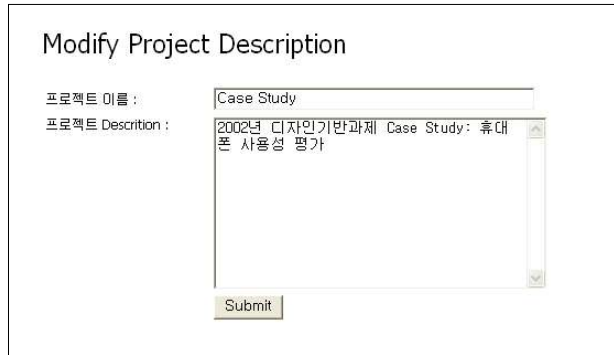 Modify Project Description
프로젝트 이름 :
Case Study
프로젝트 Descrition :
2002년 디자인기반과제 Case Study: 휴대
폰 사용성 평가
Submit